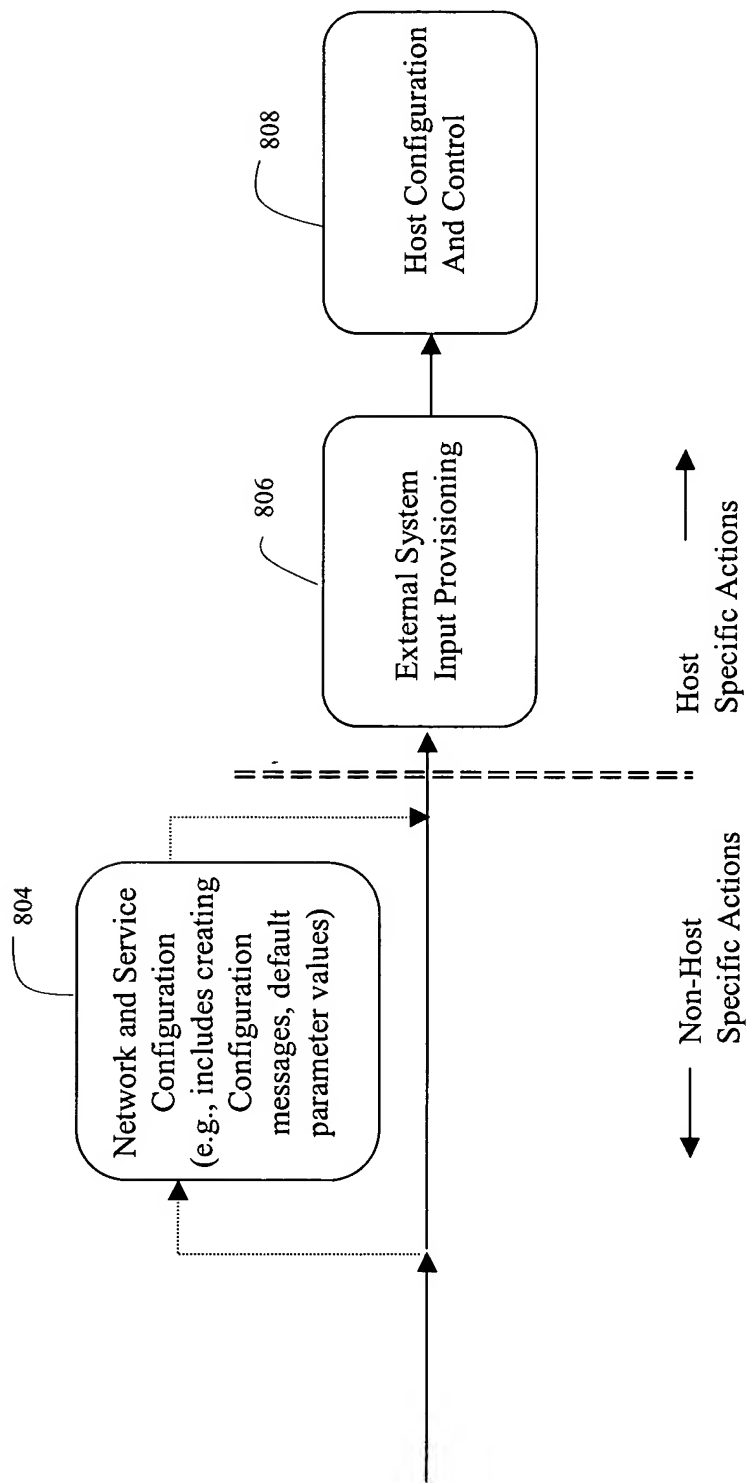 804
Network and Service
Configuration
(e.g., includes creating
Configuration
messages, default
parameter values)
806
External System
Input Provisioning
808
Host Configuration
And Control
Non-Host
Specific Actions
Host
Specific Actions